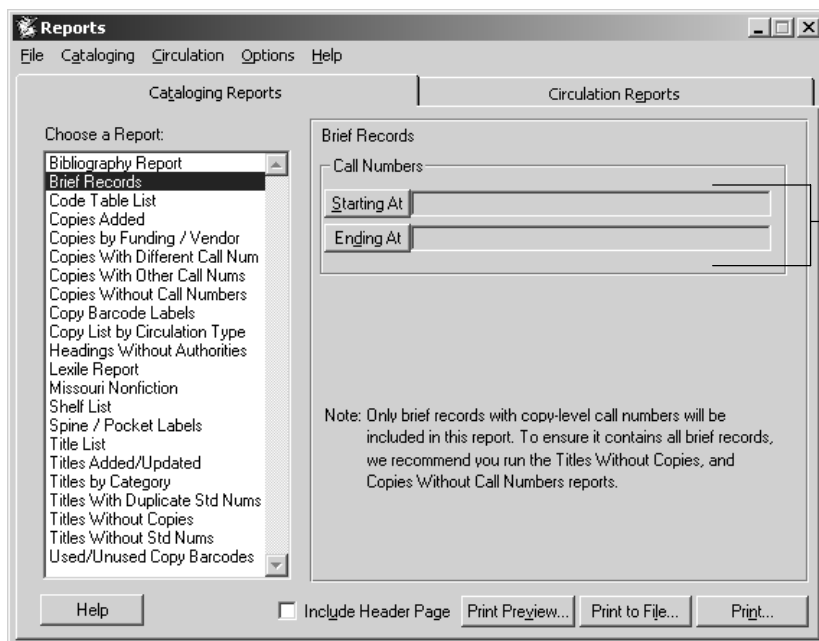 Reports
File Cataloging Circulation Options Help
Cataloging Reports
Circulation Reports
Choose a Report:
Bibliography Report
Brief Records
Code Table List
Copies Added
Copies by Funding / Vendor
Copies With Different Call Num
Copies With Other Call Nums
Copies Without Call Numbers
Copy Barcode Labels
Copy List by Circulation Type
Headings Without Authorities
Lexile Report
Missouri Nonfiction
Shelf List
Spine / Pocket Labels
Title List
Titles Added/Updated
Titles by Category
Titles With Duplicate Std Nums
Titles Without Copies
Titles Without Std Nums
Used/Unused Copy Barcodes
Brief Records
Call Numbers
Starting At
Ending At
Note: Only brief records with copy-level call numbers will be
included in this report. To ensure it contains all brief records,
we recommend you run the Titles Without Copies, and
Copies Without Call Numbers reports.
Help
Include Header Page
Print Preview...
Print to File...
Print...